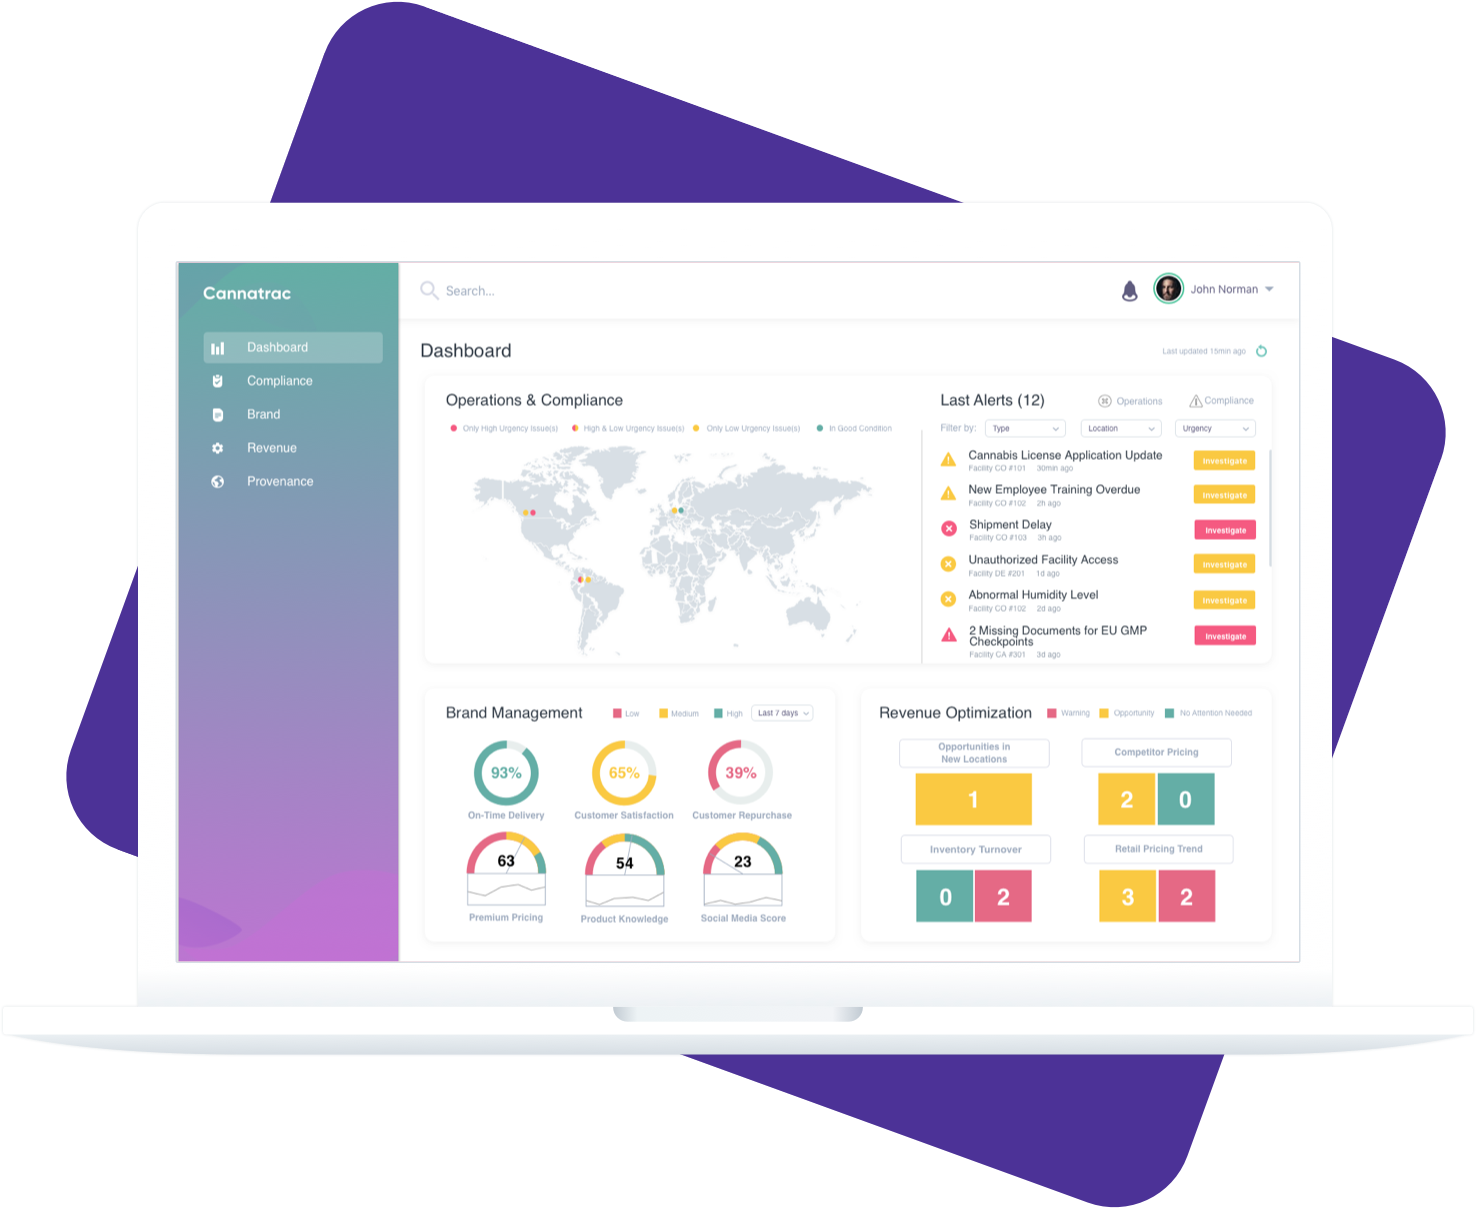 Cannatrac
Dashboard
Compliance
Brand
Revenue
Provenance
Search...
John Norman
Dashboard
Last updated 15min ago
Operations & Compliance
Only High Urgency Issue(s)
High & Low Urgency Issue(s)
Only Low Urgency Issue(s)
In Good Condition
Last Alerts (12)
Operations
Compliance
Filter by:
Type
Location
Urgency
Cannabis License Application Update
Facility CO #101 30min ago
Investigate
New Employee Training Overdue
Facility CO #102 2h ago
Investigate
Shipment Delay
Facility CO #103 3h ago
Investigate
Unauthorized Facility Access
Facility DE #201 1d ago
Investigate
Abnormal Humidity Level
Facility CO #102 2d ago
Investigate
2 Missing Documents for EU GMP
Checkpoints
Facility CA #301 3d ago
Investigate
Brand Management
Low
Medium
High
Last 7 days
93%
65%
39%
On-Time Delivery
Customer Satisfaction
Customer Repurchase
63
54
23
Premium Pricing
Product Knowledge
Social Media Score
Revenue Optimization
Warning
Opportunity
No Attention Needed
Opportunities in
New Locations
1
Competitor Pricing
2 0
Inventory Turnover
0 2
Retail Pricing Trend
3 2